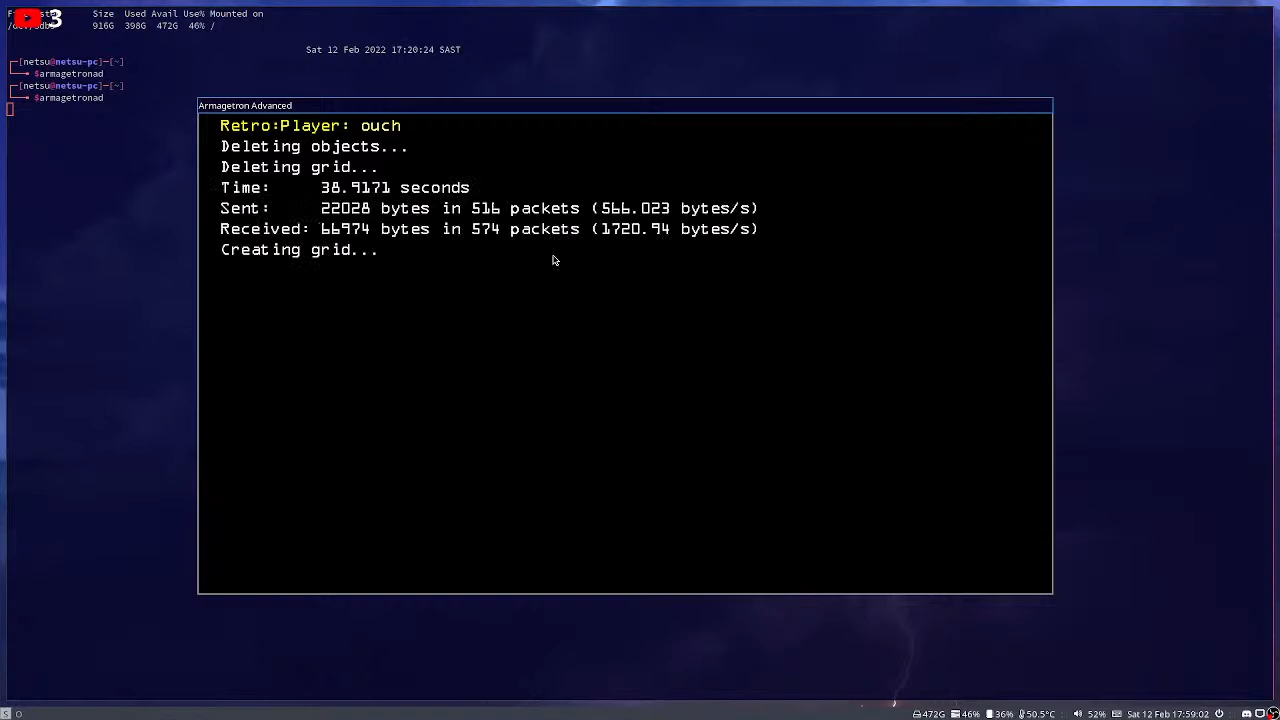 3
Size Used Avail Use% Mounted on
916G 398G 472G 46% /
Sat 12 Feb 2022 17:20:24 SAST
[netsu@netsu-pc]-[~]
$armagetronad
[netsu@netsu-pc]-[~]
$armagetronad
Armagetron Advanced
Retro:Player: ouch
Deleting objects...
Deleting grid...
Time: 38.9171 seconds
Sent: 22028 bytes in 516 packets (566.023 bytes/s)
Received: 66974 bytes in 574 packets (1720.94 bytes/s)
Creating grid...
S
472G 46% 36% 50.5°C 52% Sat 12 Feb 17:59:02